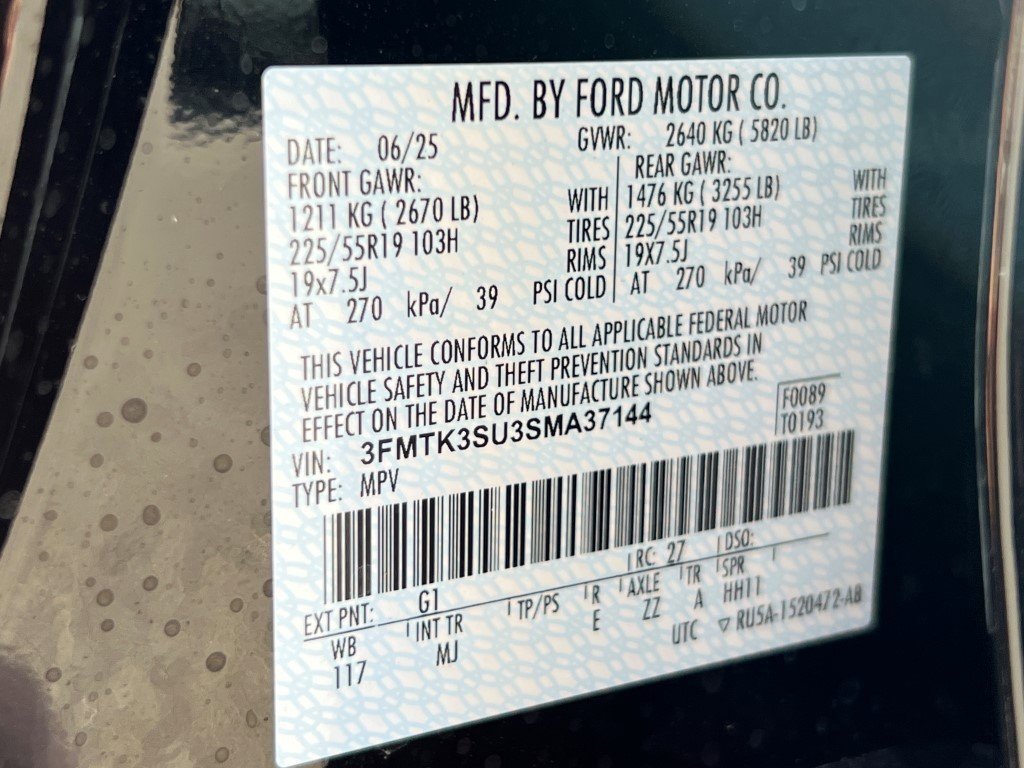 MFD. BY FORD MOTOR CO.
DATE: 06/25 GVWR: 2640 KG ( 5820 LB)
FRONT GAWR: REAR GAWR:
1211 KG ( 2670 LB) WITH 1476 KG ( 3255 LB) WITH
225/55R19 103H TIRES 225/55R19 103H TIRES
19x7.5J RIMS 19X7.5J RIMS
AT 270 kPa/ 39 PSI COLD AT 270 kPa/ 39 PSI COLD
THIS VEHICLE CONFORMS TO ALL APPLICABLE FEDERAL MOTOR
VEHICLE SAFETY AND THEFT PREVENTION STANDARDS IN
EFFECT ON THE DATE OF MANUFACTURE SHOWN ABOVE.
VIN: 3FMTK3SU3SMA37144 F0089
TYPE: MPV T0193
EXT PNT: G1 RC: 27 DSO:
WB INT TR TP/PS R AXLE TR SPR
117 MJ E ZZ A HH11
UTC ▽ RU5A-1520472-AB